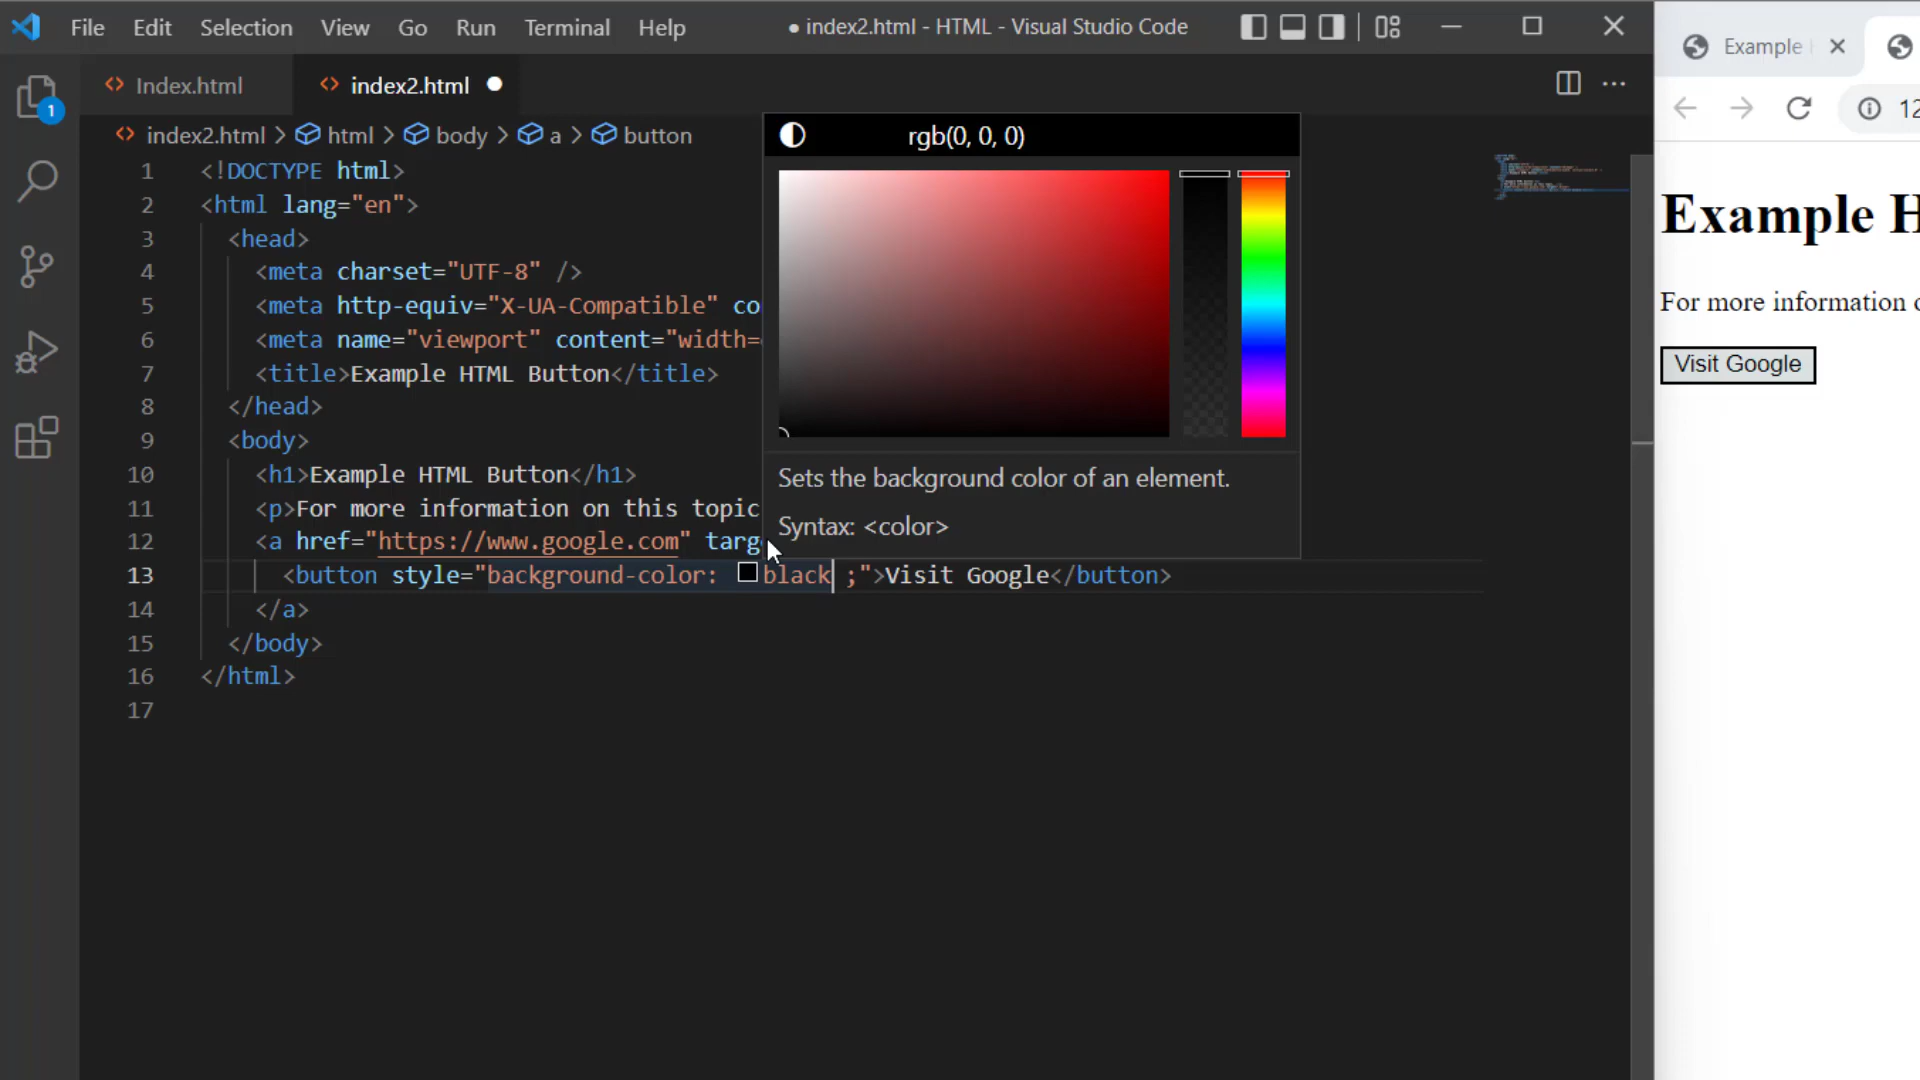 File Edit Selection View Go Run Terminal Help
● index2.html - HTML - Visual Studio Code
1
Index.html
index2.html
index2.html > html > body > a > button
1 <!DOCTYPE html>
2 <html lang="en">
3 <head>
4 <meta charset="UTF-8" />
5 <meta http-equiv="X-UA-Compatible" co
6 <meta name="viewport" content="width=
7 <title>Example HTML Button</title>
8 </head>
9 <body>
10 <h1>Example HTML Button</h1>
11 <p>For more information on this topic
12 <a href="https://www.google.com" targ
13 <button style="background-color: black ;">Visit Google</button>
14 </a>
15 </body>
16 </html>
17
rgb(0, 0, 0)
Sets the background color of an element.
Syntax: <color>
Example
12
Example H
For more information
Visit Google